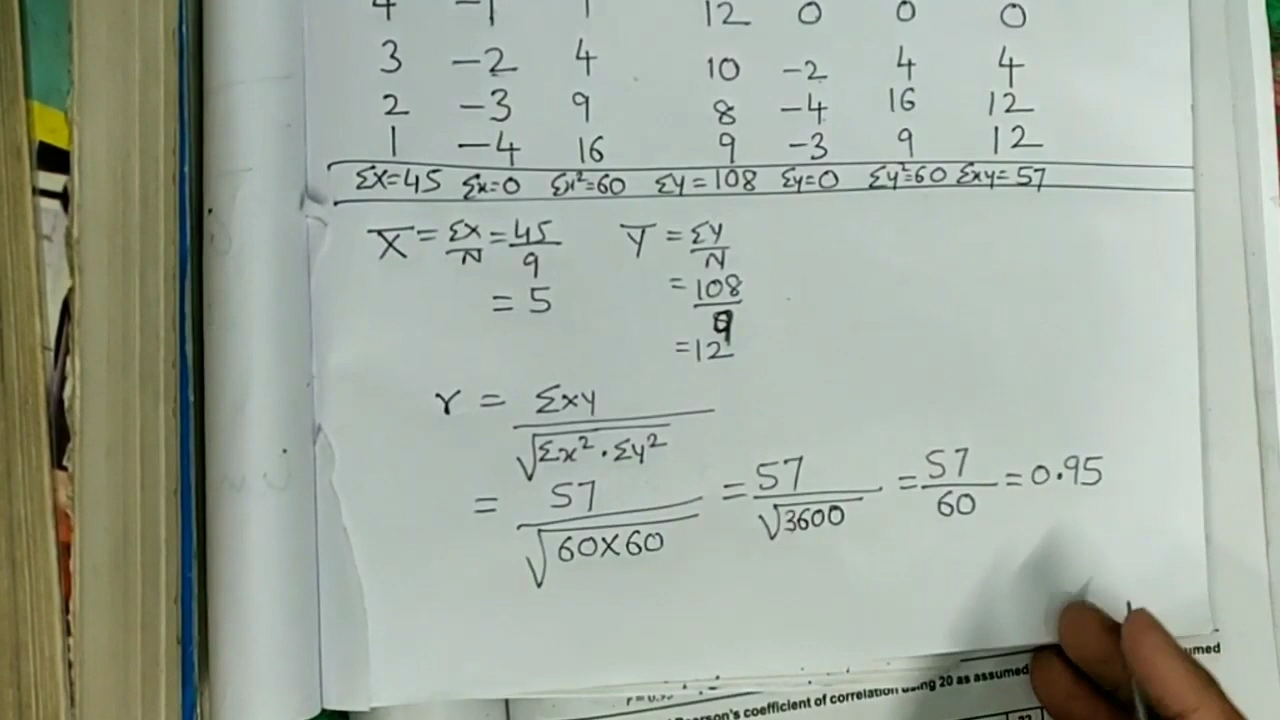 4 -1 1 12 0 0 0
3 -2 4 10 -2 4 4
2 -3 9 8 -4 16 12
1 -4 16 9 -3 9 12
ΣX=45 Σx=0 Σx²=60 ΣY=108 Σy=0 Σy²=60 Σxy=57
X̅ = ΣX/N = 45/9 Y̅ = ΣY/N
= 5 = 108/9
=12
r = Σxy/√Σx²·Σy²
= 57/√60X60 = 57/√3600 = 57/60 = 0.95
coefficient of correlation using 20 as assumed